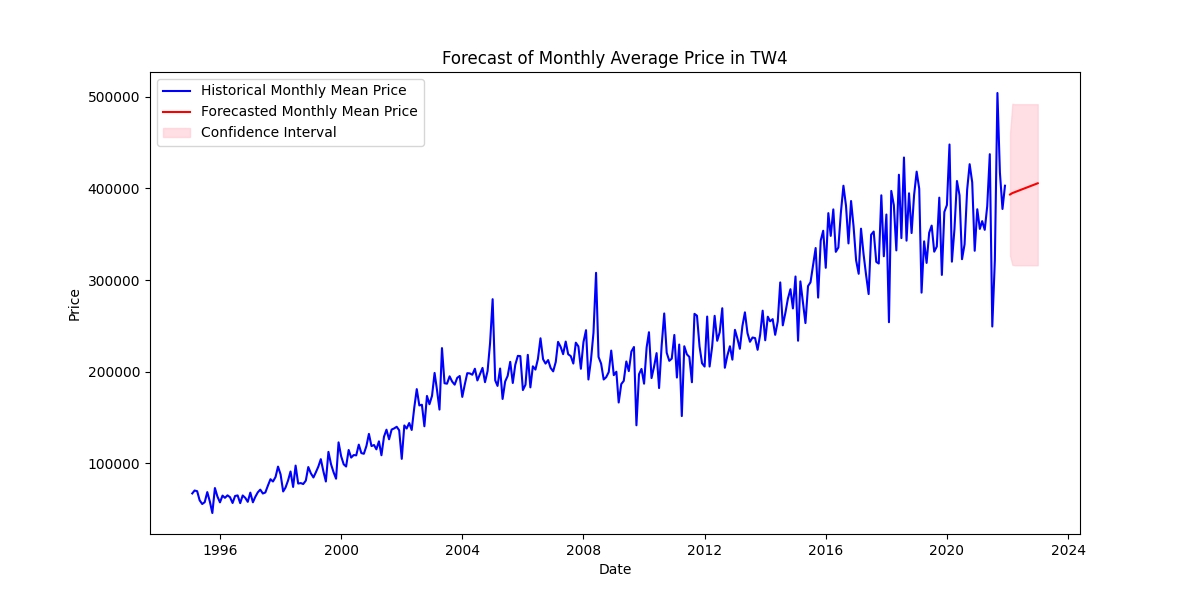 Forecast of Monthly Average Price in TW4
Historical Monthly Mean Price
Forecasted Monthly Mean Price
Confidence Interval
500000
400000
300000
200000
100000
Price
1996
2000
2004
2008
2012
2016
2020
2024
Date